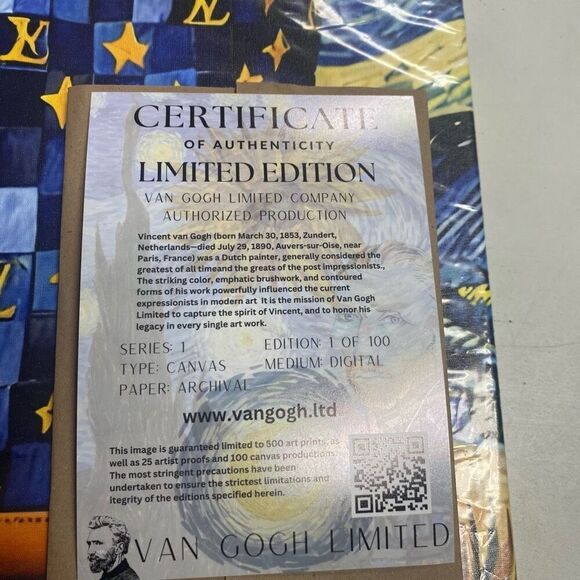 LV
LV
CERTIFICATE
OF AUTHENTICITY
LIMITED EDITION
VAN GOGH LIMITED COMPANY
AUTHORIZED PRODUCTION
Vincent van Gogh (born March 30, 1853, Zundert,
Netherlands—died July 29, 1890, Auvers-sur-Oise, near
Paris, France) was a Dutch painter, generally considered the
greatest of all timeand the greats of the post impressionists.,
The striking color, emphatic brushwork, and contoured
forms of his work powerfully influenced the current
expressionists in modern art It is the mission of Van Gogh
Limited to capture the spirit of Vincent, and to honor his
legacy in every single art work.
SERIES: 1 EDITION: 1 OF 100
TYPE: CANVAS MEDIUM: DIGITAL
PAPER: ARCHIVAL
www.vangogh.ltd
This image is guaranteed limited to 500 art prints, as
well as 25 artist proofs and 100 canvas productions
The most stringent precautions have been
undertaken to ensure the strictest limitations and
itegrity of the editions specified herein.
VAN GOGH LIMITED